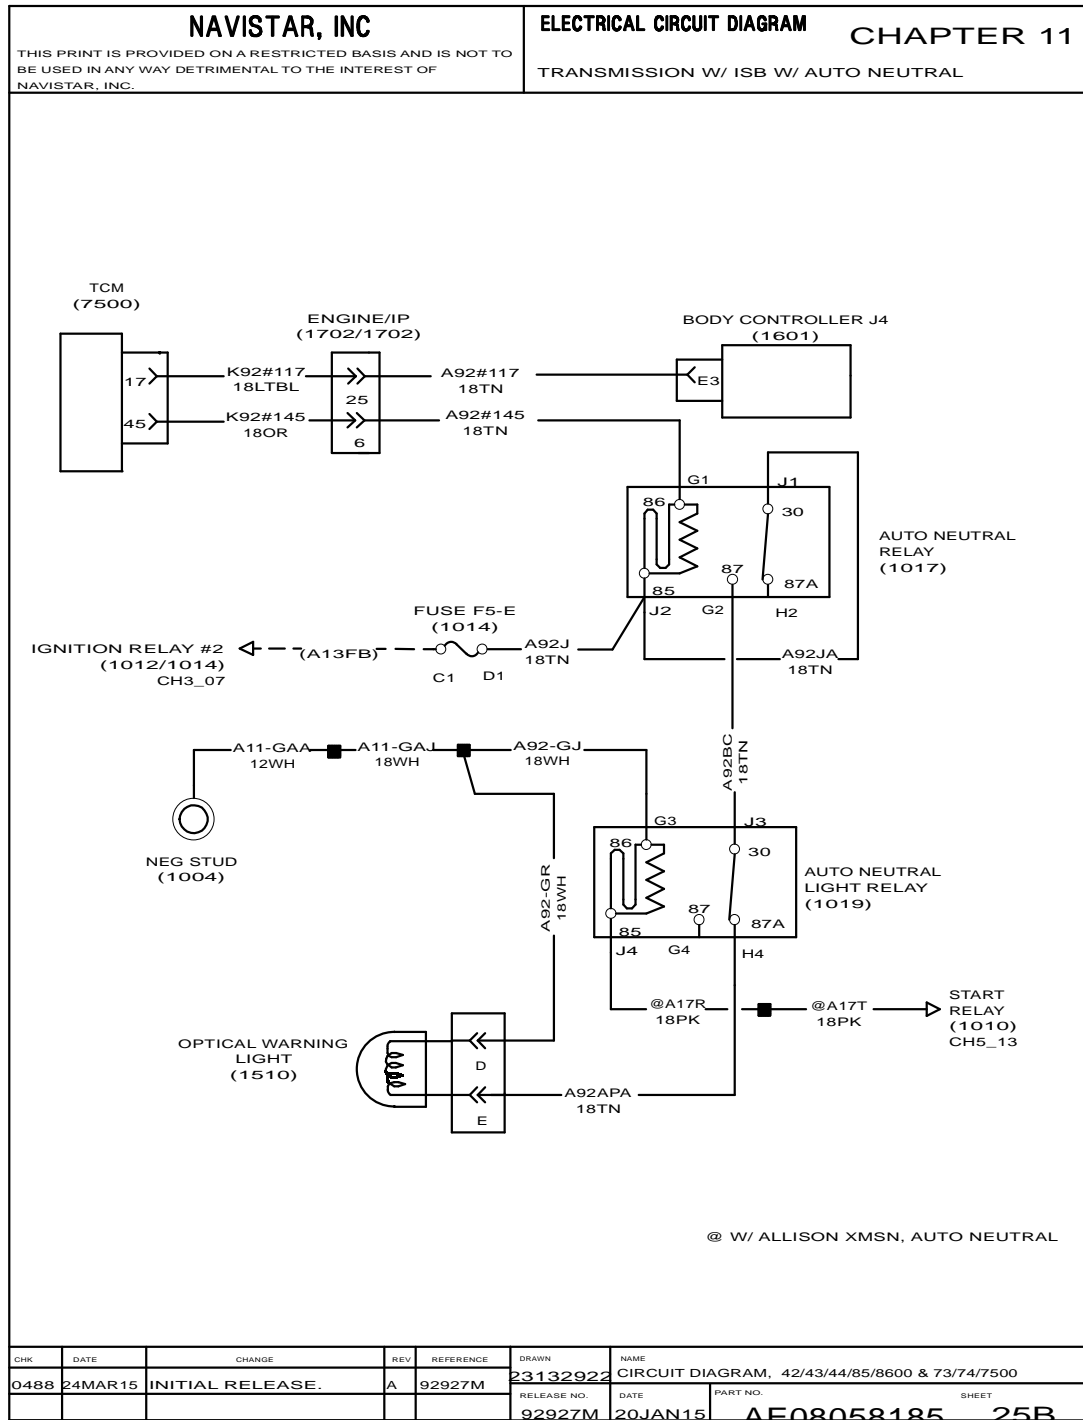 NAVISTAR, INC
THIS PRINT IS PROVIDED ON A RESTRICTED BASIS AND IS NOT TO
BE USED IN ANY WAY DETRIMENTAL TO THE INTEREST OF
NAVISTAR, INC.
ELECTRICAL CIRCUIT DIAGRAM
CHAPTER 11
TRANSMISSION W/ ISB W/ AUTO NEUTRAL
TCM
(7500)
17
45
K92#117
18LTBL
K92#145
18OR
ENGINE/IP
(1702/1702)
25
6
A92#117
18TN
A92#145
18TN
BODY CONTROLLER J4
(1601)
E3
G1
J1
86
30
87
87A
85
J2
G2
H2
AUTO NEUTRAL
RELAY
(1017)
FUSE F5-E
(1014)
C1
D1
A92J
18TN
A92JA
18TN
IGNITION RELAY #2
(1012/1014)
CH3_07
(A13FB)
A11-GAA
12WH
A11-GAJ
18WH
A92-GJ
18WH
A92BC
18TN
NEG STUD
(1004)
A92-GR
18WH
G3
J3
86
30
87
87A
85
J4
G4
H4
AUTO NEUTRAL
LIGHT RELAY
(1019)
@A17R
18PK
@A17T
18PK
START
RELAY
(1010)
CH5_13
OPTICAL WARNING
LIGHT
(1510)
D
E
A92APA
18TN
@ W/ ALLISON XMSN, AUTO NEUTRAL
CHK DATE CHANGE REV REFERENCE
0488 24MAR15 INITIAL RELEASE. A 92927M
DRAWN
23132922
NAME
CIRCUIT DIAGRAM, 42/43/44/85/8600 & 73/74/7500
RELEASE NO.
92927M
DATE
20JAN15
PART NO.
AE08058185
SHEET
25B